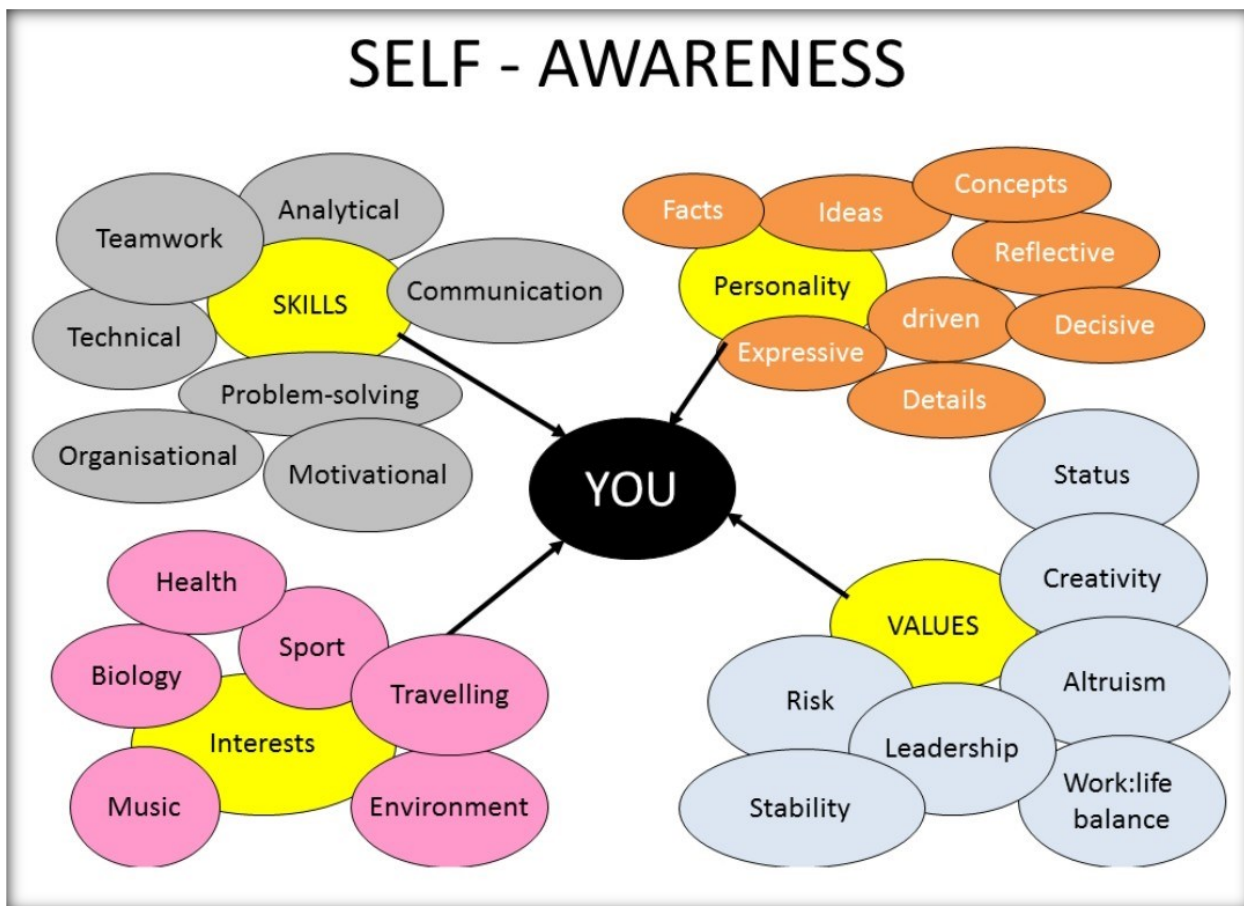 SELF - AWARENESS
Analytical
Teamwork
Communication
SKILLS
Technical
Problem-solving
Organisational
Motivational
Facts
Ideas
Concepts
Reflective
Personality
driven
Decisive
Expressive
Details
YOU
Health
Sport
Biology
Travelling
Interests
Music
Environment
Status
Creativity
VALUES
Altruism
Risk
Leadership
Stability
Work:life
balance